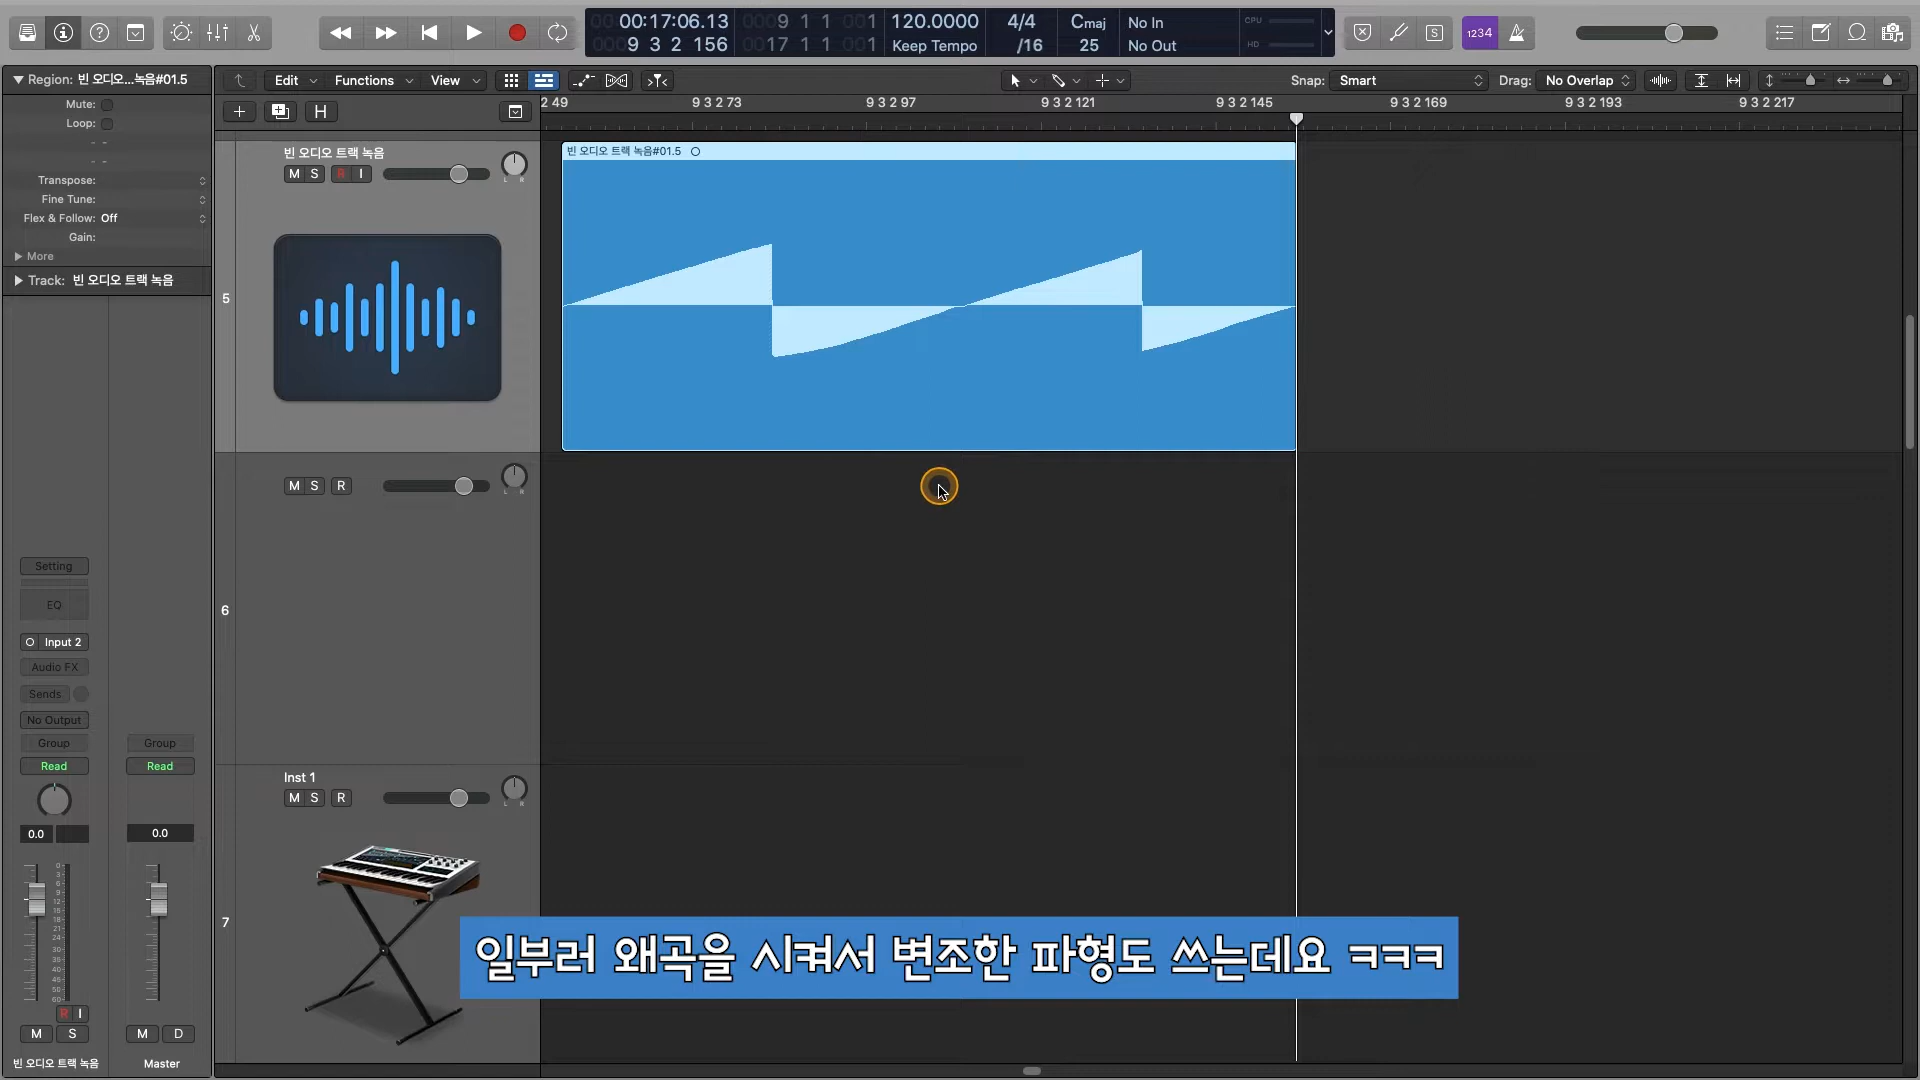 00:17:06.13
9 3 2 156
9 1 1 001
17 1 1 001
120.0000
Keep Tempo
4/4
/16
Cmaj
25
No In
No Out
CPU
HD
1234
Region: 빈 오디오...녹음#01.5
Mute:
Loop:
Transpose:
Fine Tune:
Flex & Follow: Off
Gain:
More
Track: 빈 오디오 트랙 녹음
Edit
Functions
View
Snap: Smart
Drag: No Overlap
H
2 49
9 3 2 73
9 3 2 97
9 3 2 121
9 3 2 145
9 3 2 169
9 3 2 193
9 3 2 217
5
빈 오디오 트랙 녹음
M S R I
L R
빈 오디오 트랙 녹음#01.5
6
M S R
L R
7
Inst 1
M S R
L R
Setting
EQ
Input 2
Audio FX
Sends
No Output
Group
Group
Read
Read
0.0
0.0
R I
M S
M D
빈 오디오 트랙 녹음
Master
일부러 왜곡을 시켜서 변조한 파형도 쓰는데요 ㅋㅋㅋ